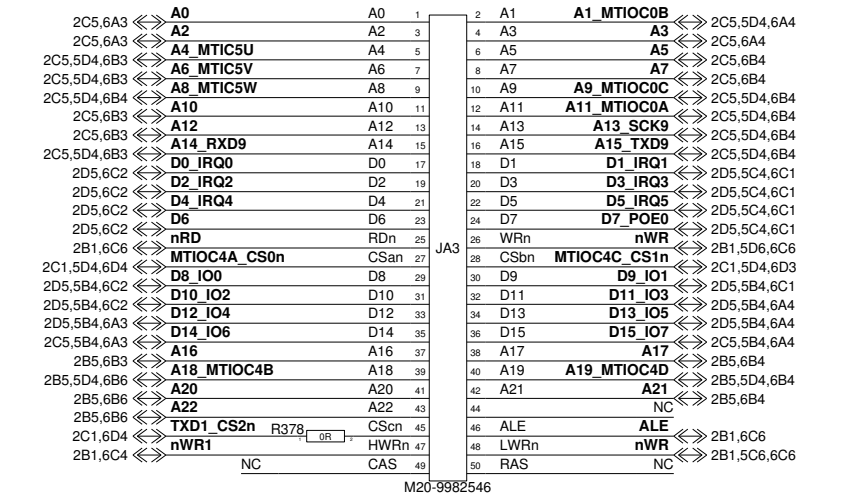 A0 A0 1 2 A1 A1_MTIOC0B
2C5,6A3 2C5,5D4,6A4
A2 A2 3 4 A3 A3
2C5,6A3 2C5,6A4
A4_MTIC5U A4 5 6 A5 A5
2C5,5D4,6B3 2C5,6B4
A6_MTIC5V A6 7 8 A7 A7
2C5,5D4,6B3 2C5,6B4
A8_MTIC5W A8 9 10 A9 A9_MTIOC0C
2C5,5D4,6B4 2C5,5D4,6B4
A10 A10 11 12 A11 A11_MTIOC0A
2C5,6B3 2C5,5D4,6B4
A12 A12 13 14 A13 A13_SCK9
2C5,6B3 2C5,5D4,6B4
A14_RXD9 A14 15 16 A15 A15_TXD9
2C5,5D4,6B3 2C5,5D4,6B4
D0_IRQ0 D0 17 18 D1 D1_IRQ1
2D5,6C2 2D5,5C4,6C1
D2_IRQ2 D2 19 20 D3 D3_IRQ3
2D5,6C2 2D5,5C4,6C1
D4_IRQ4 D4 21 22 D5 D5_IRQ5
2D5,6C2 2D5,5C4,6C1
D6 D6 23 24 D7 D7_POE0
2D5,6C2 2D5,5C4,6C1
nRD RDn 25 26 WRn nWR
2B1,6C6 JA3 2B1,5D6,6C6
MTIOC4A_CS0n CSan 27 28 CSbn MTIOC4C_CS1n
2C1,5D4,6D4 2C1,5D4,6D3
D8_IO0 D8 29 30 D9 D9_IO1
2D5,5B4,6C2 2D5,5B4,6C1
D10_IO2 D10 31 32 D11 D11_IO3
2D5,5B4,6C2 2D5,5B4,6A4
D12_IO4 D12 33 34 D13 D13_IO5
2D5,5B4,6A3 2D5,5B4,6A4
D14_IO6 D14 35 36 D15 D15_IO7
2C5,5B4,6A3 2C5,5B4,6A4
A16 A16 37 38 A17 A17
2B5,6B3 2B5,6B4
A18_MTIOC4B A18 39 40 A19 A19_MTIOC4D
2B5,5D4,6B6 2B5,5D4,6B4
A20 A20 41 42 A21 A21
2B5,6B6 2B5,6B4
A22 A22 43 44 NC
2B5,6B6
TXD1_CS2n R378 1 0R 2 CScn 45 46 ALE ALE
2C1,6D4 2B1,6C6
nWR1 HWRn 47 48 LWRn nWR
2B1,6C4 2B1,5C6,6C6
NC CAS 49 50 RAS NC
M20-9982546